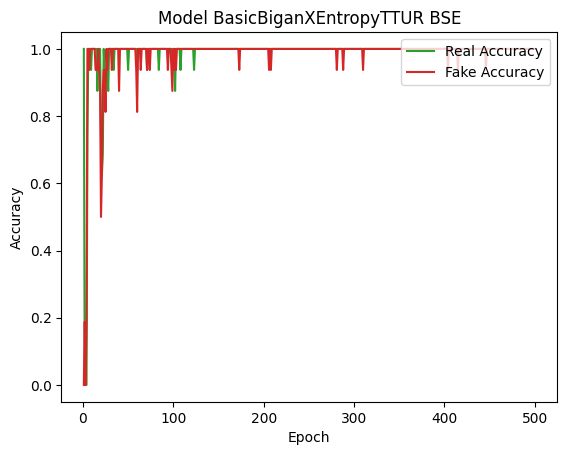 Model BasicBiganXEntropyTTUR BSE
1.0
0.8
0.6
0.4
0.2
0.0
Accuracy
Real Accuracy
Fake Accuracy
0 100 200 300 400 500
Epoch